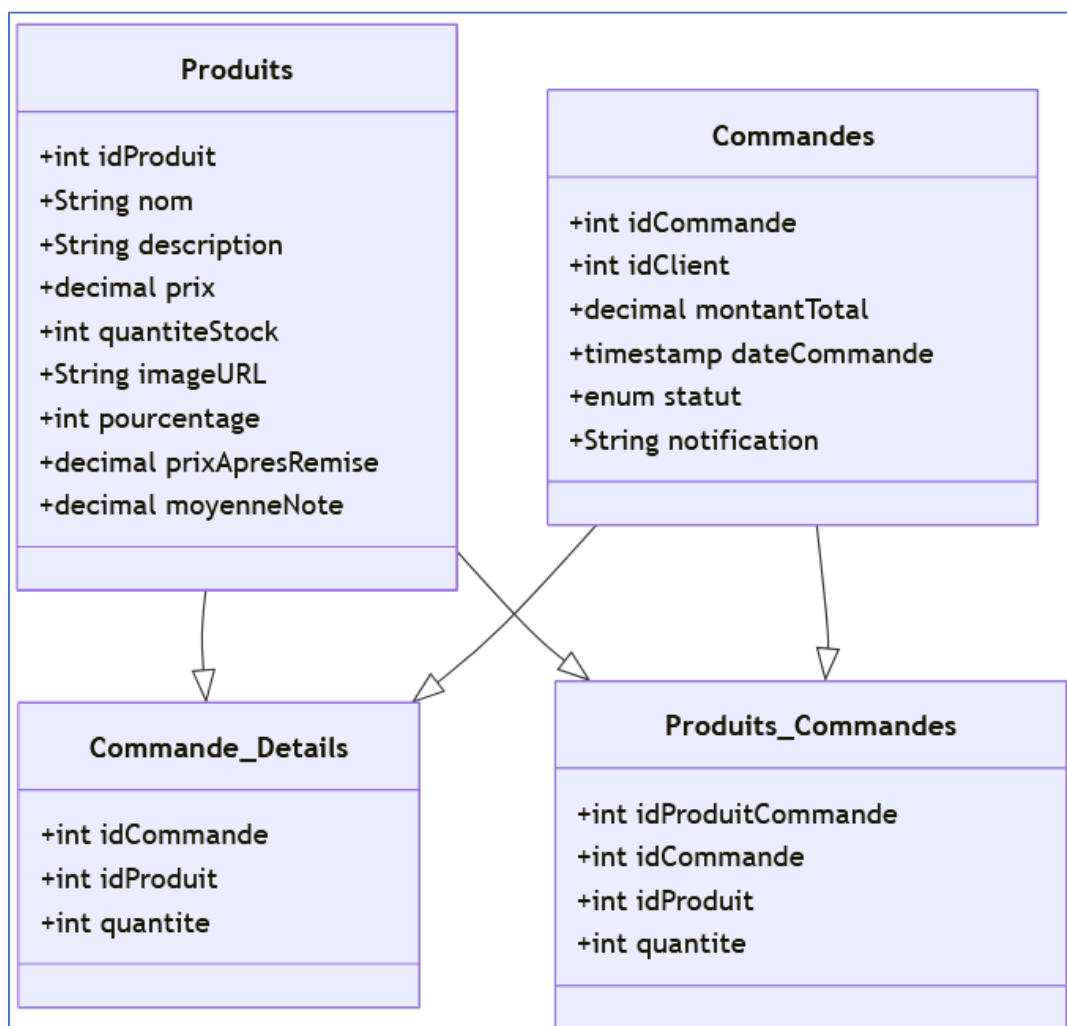 Produits
+int idProduit
+String nom
+String description
+decimal prix
+int quantiteStock
+String imageURL
+int pourcentage
+decimal prixApresRemise
+decimal moyenneNote
Commandes
+int idCommande
+int idClient
+decimal montantTotal
+timestamp dateCommande
+enum statut
+String notification
Commande_Details
+int idCommande
+int idProduit
+int quantite
Produits_Commandes
+int idProduitCommande
+int idCommande
+int idProduit
+int quantite